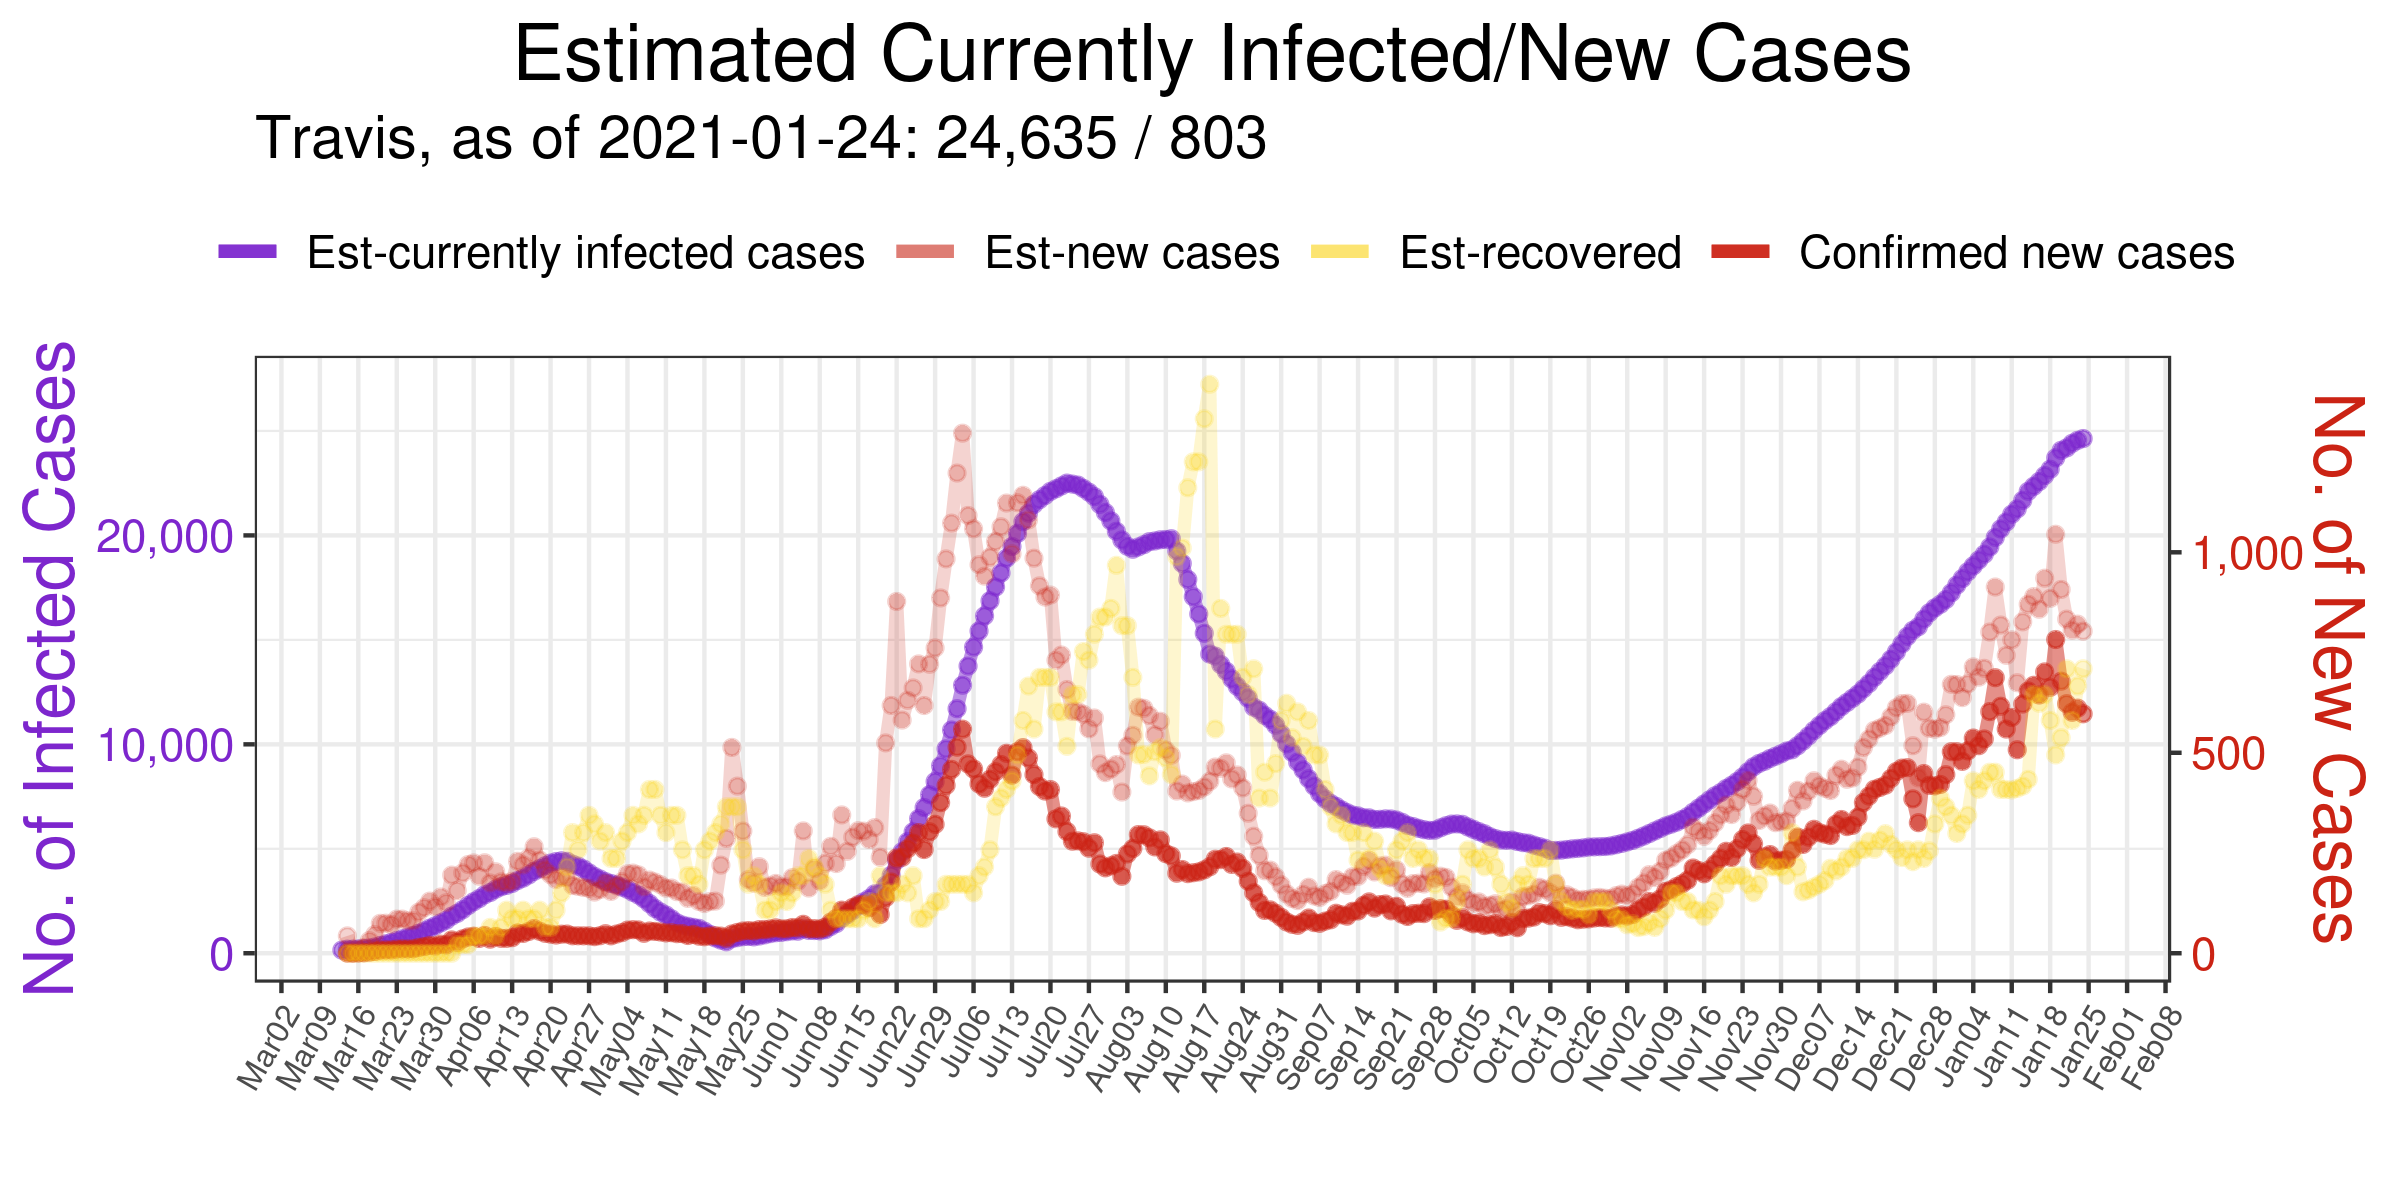 Estimated Currently Infected/New Cases
Travis, as of 2021-01-24: 24,635 / 803
Est-currently infected cases Est-new cases Est-recovered Confirmed new cases
No. of Infected Cases
20,000
10,000
0
1,000
500
0
No. of New Cases
Mar02 Mar09 Mar16 Mar23 Mar30 Apr06 Apr13 Apr20 Apr27 May04 May11 May18 May25 Jun01 Jun08 Jun15 Jun22 Jun29 Jul06 Jul13 Jul20 Jul27 Aug03 Aug10 Aug17 Aug24 Aug31 Sep07 Sep14 Sep21 Sep28 Oct05 Oct12 Oct19 Oct26 Nov02 Nov09 Nov16 Nov23 Nov30 Dec07 Dec14 Dec21 Dec28 Jan04 Jan11 Jan18 Jan25 Feb01 Feb08